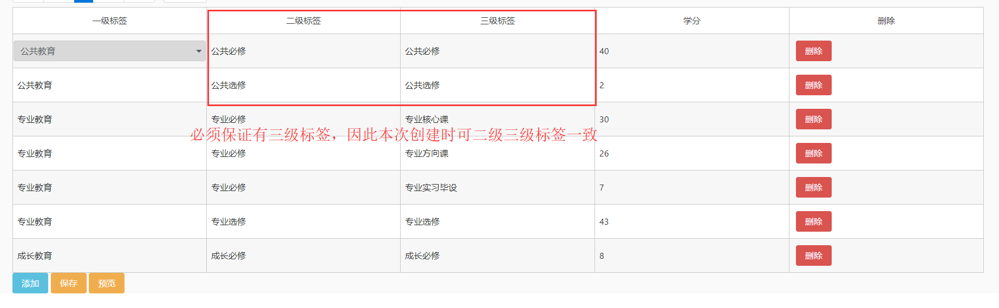 一级标签 二级标签 三级标签 学分 删除
公共教育 公共必修 公共必修 40 删除
公共教育 公共选修 公共选修 2 删除
专业教育 专业必修 专业核心课 30 删除
必须保证有三级标签，因此本次创建时可二级三级标签一致
专业教育 专业必修 专业方向课 26 删除
专业教育 专业必修 专业实习毕设 7 删除
专业教育 专业选修 专业选修 43 删除
成长教育 成长必修 成长必修 8 删除
添加 保存 预览